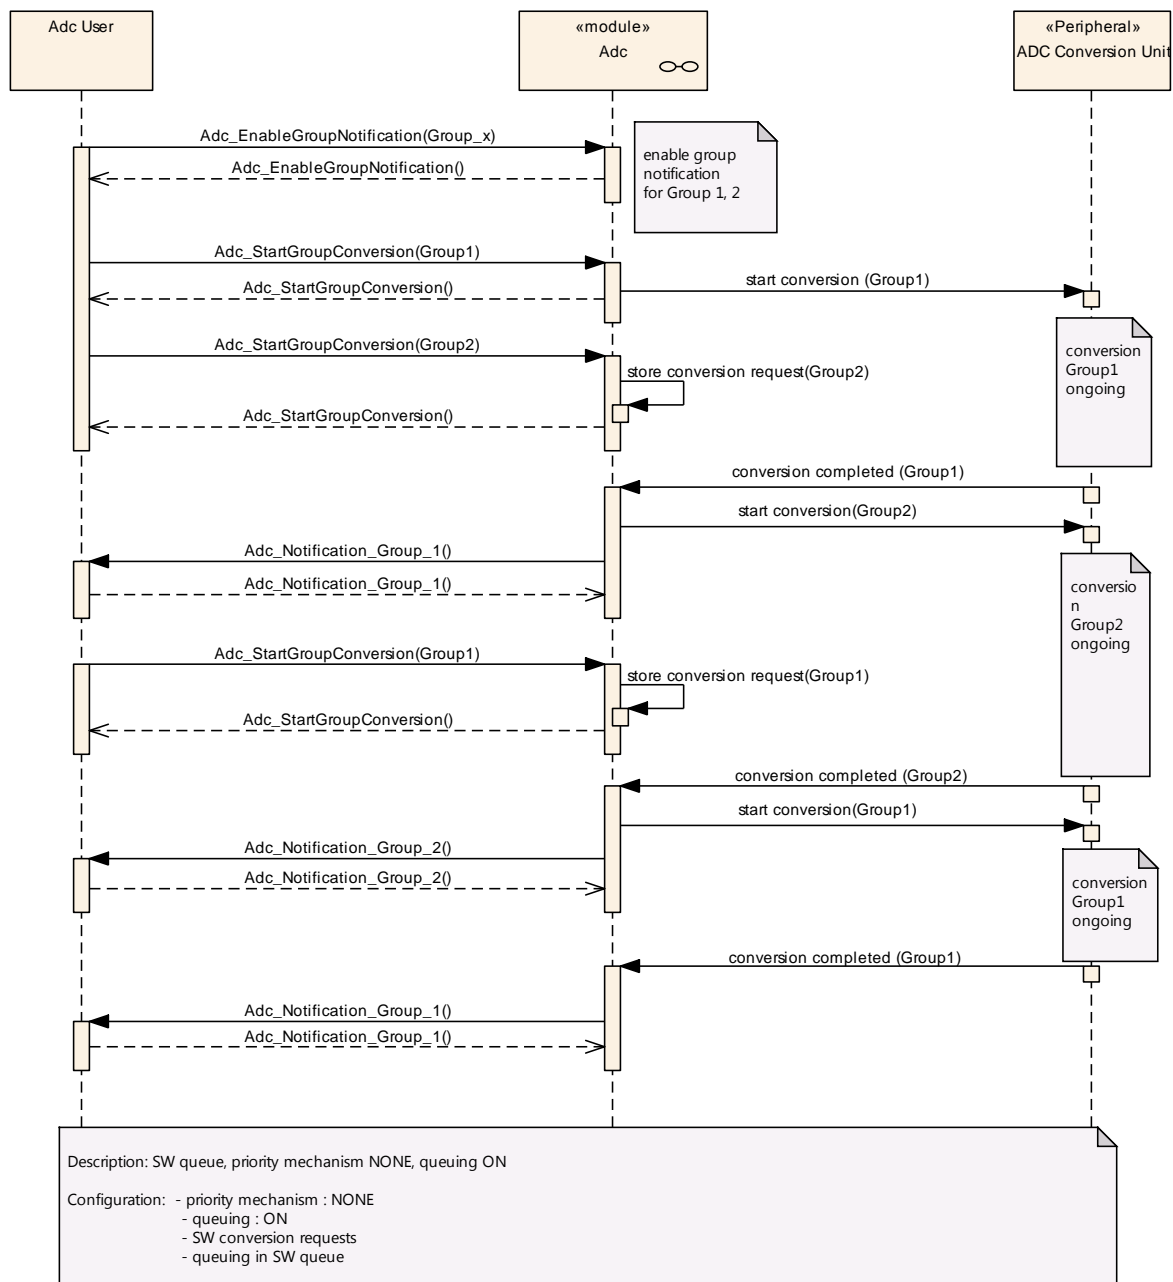 Adc User
«module»
Adc
«Peripheral»
ADC Conversion Unit
Adc_EnableGroupNotification(Group_x)
Adc_EnableGroupNotification()
enable group
notification
for Group 1, 2
Adc_StartGroupConversion(Group1)
Adc_StartGroupConversion()
start conversion (Group1)
conversion
Group1
ongoing
Adc_StartGroupConversion(Group2)
store conversion request(Group2)
Adc_StartGroupConversion()
conversion completed (Group1)
start conversion(Group2)
Adc_Notification_Group_1()
Adc_Notification_Group_1()
conversio
n
Group2
ongoing
Adc_StartGroupConversion(Group1)
store conversion request(Group1)
Adc_StartGroupConversion()
conversion completed (Group2)
start conversion(Group1)
Adc_Notification_Group_2()
Adc_Notification_Group_2()
conversion
Group1
ongoing
conversion completed (Group1)
Adc_Notification_Group_1()
Adc_Notification_Group_1()
Description: SW queue, priority mechanism NONE, queuing ON
Configuration:  - priority mechanism : NONE
- queuing : ON
- SW conversion requests
- queuing in SW queue